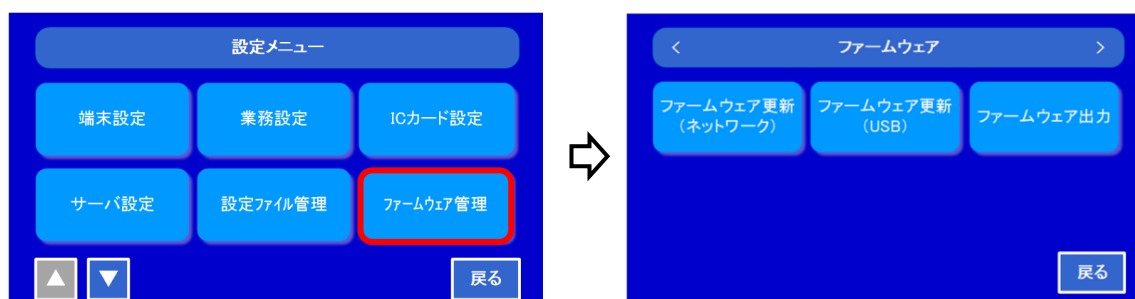 設定メニュー
端末設定
業務設定
ICカード設定
サーバ設定
設定ファイル管理
ファームウェア管理
戻る
<
ファームウェア
>
ファームウェア更新
(ネットワーク)
ファームウェア更新
(USB)
ファームウェア出力
戻る